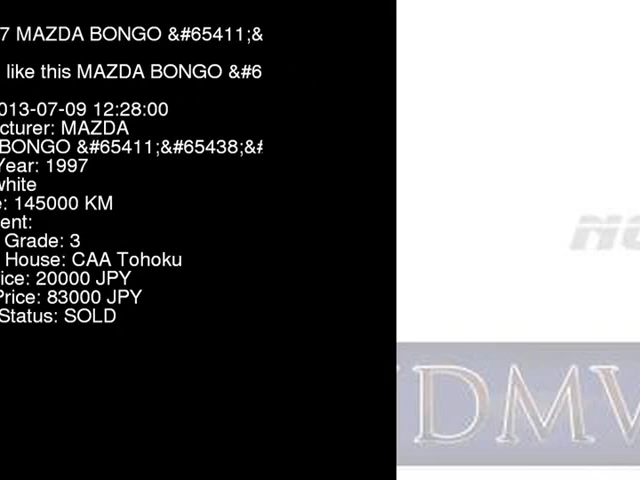 7 MAZDA BONGO &#65411;&
like this MAZDA BONGO &#6
013-07-09 12:28:00
cturer: MAZDA
BONGO &#65411;&#65438;&#
Year: 1997
white
e: 145000 KM
ent:
Grade: 3
House: CAA Tohoku
ice: 20000 JPY
Price: 83000 JPY
Status: SOLD
NO
DMV